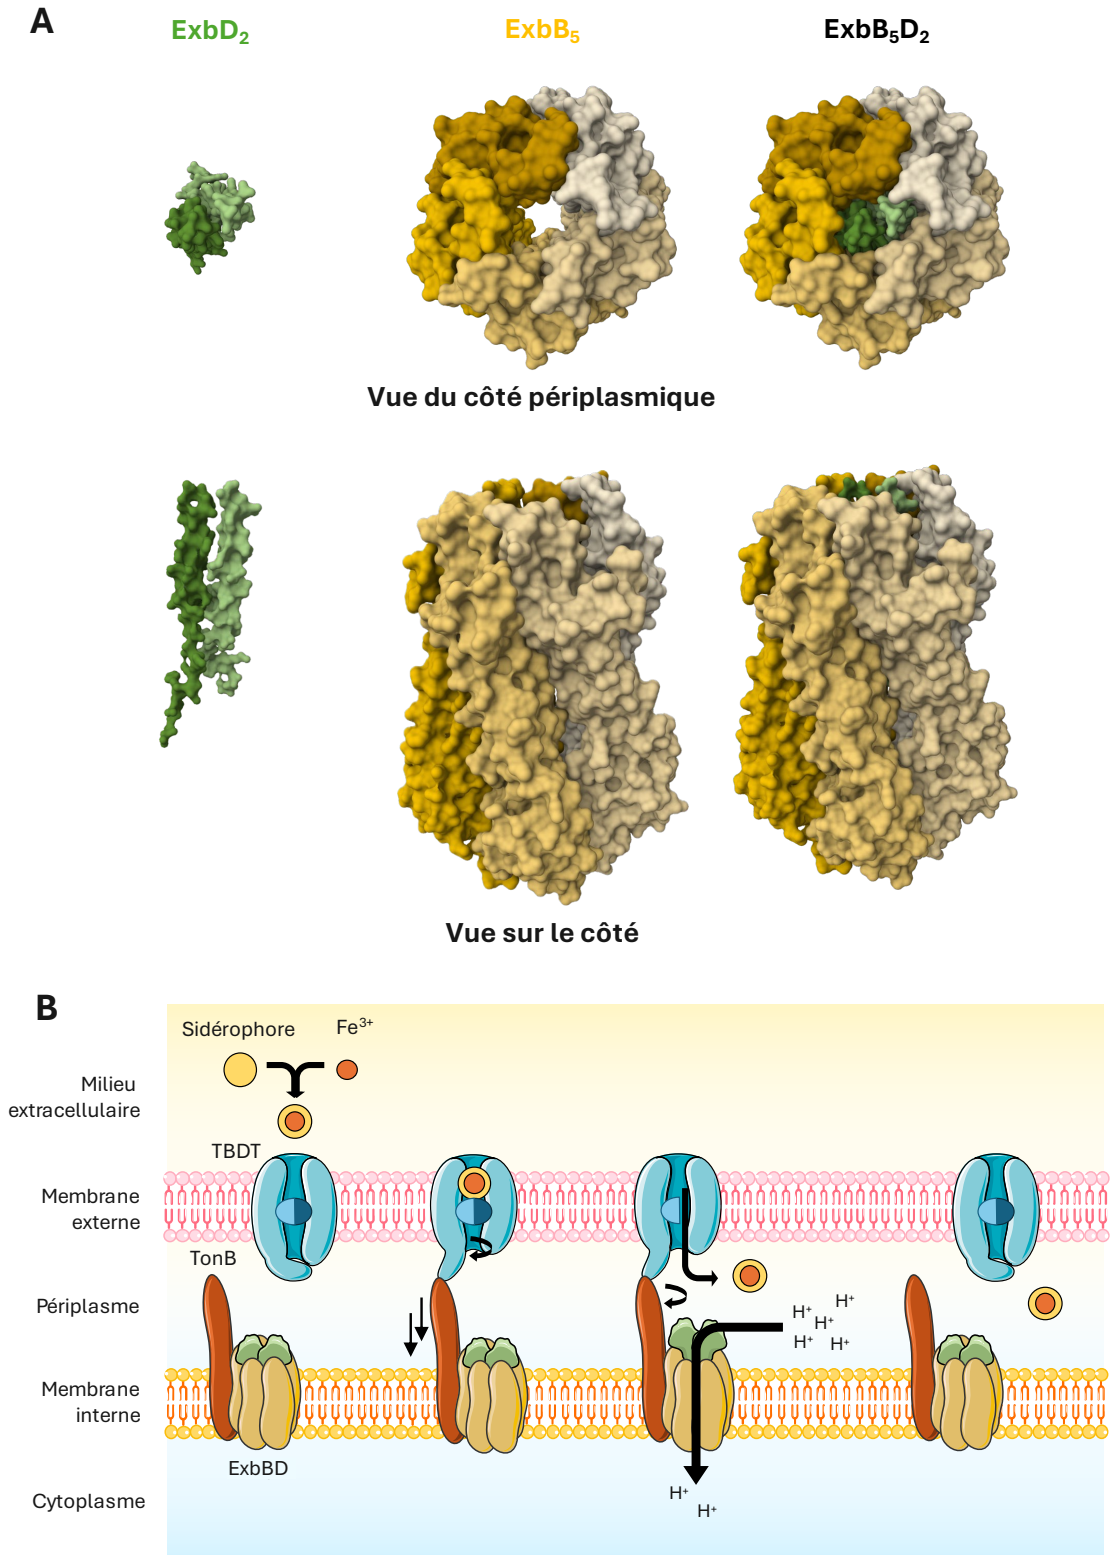 A
ExbD₂
ExbB₅
ExbB₅D₂
Vue du côté périplasmique
Vue sur le côté
B
Sidérophore
Fe³⁺
Milieu
extracellulaire
TBDT
Membrane
externe
TonB
Périplasme
H⁺
H⁺
H⁺
H⁺
H⁺
Membrane
interne
ExbBD
Cytoplasme
H⁺
H⁺